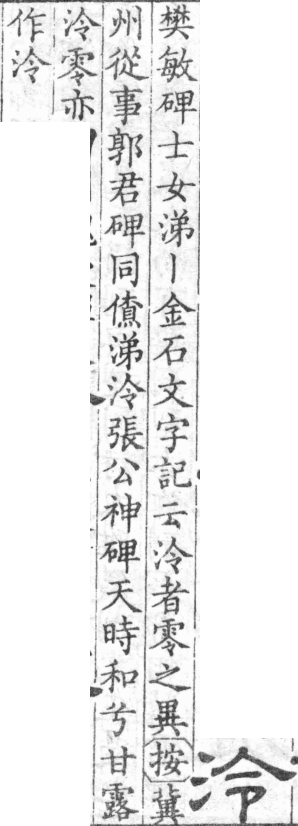 泠
樊敏碑士女涕丨金石文字記云泠者零之異按冀
州從事郭君碑同儐涕泠張公神碑天時和兮甘露
泠零亦
作泠